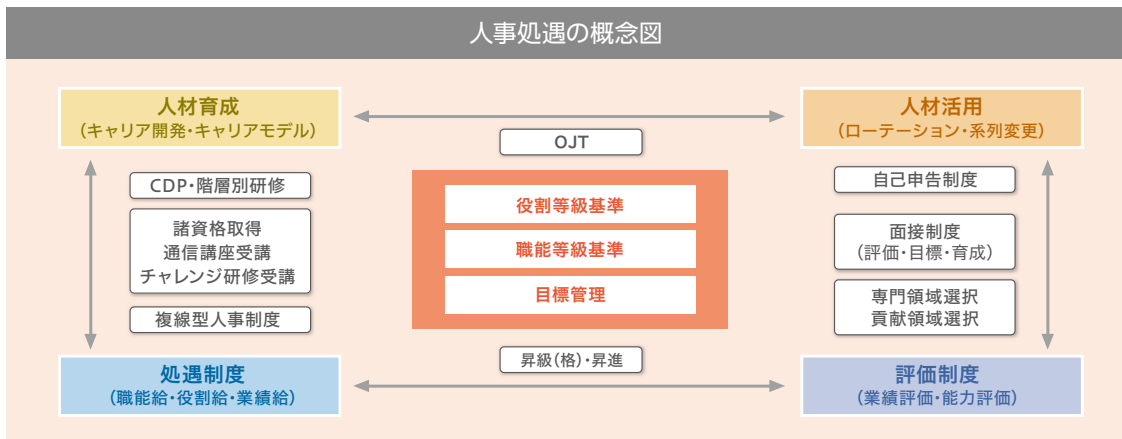 人事処遇の概念図
人材育成
(キャリア開発・キャリアモデル)
人材活用
(ローテーション・系列変更)
OJT
CDP・階層別研修
諸資格取得
通信講座受講
チャレンジ研修受講
複線型人事制度
役割等級基準
職能等級基準
目標管理
自己申告制度
面接制度
(評価・目標・育成)
専門領域選択
貢献領域選択
昇級(格)・昇進
処遇制度
(職能給・役割給・業績給)
評価制度
(業績評価・能力評価)